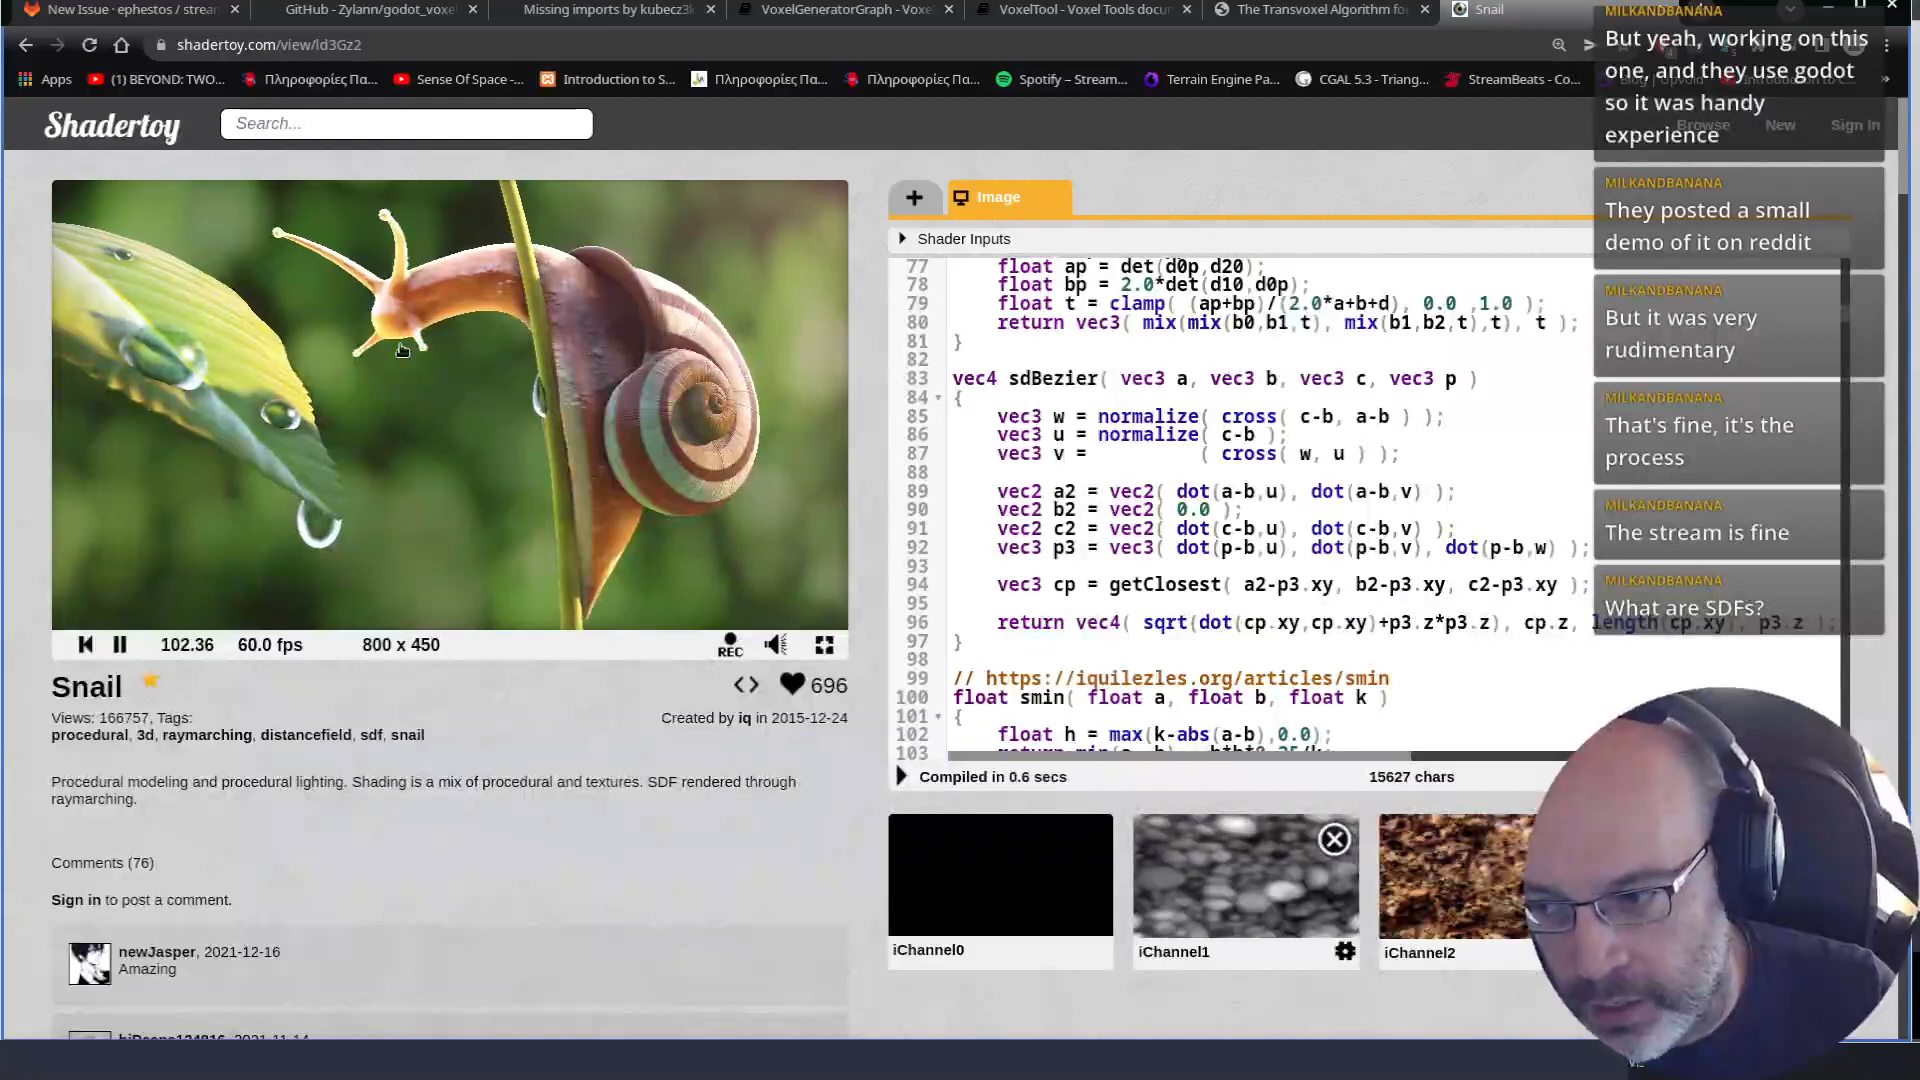 New Issue · ephestos / strean
GitHub - Zylann/godot_voxel
Missing imports by kubecz3k
VoxelGeneratorGraph - Voxel
VoxelTool - Voxel Tools docum
The Transvoxel Algorithm for
Snail
shadertoy.com/view/ld3Gz2
Apps
(1) BEYOND: TWO...
Πληροφορίες Πα...
Sense Of Space -...
Introduction to S...
Πληροφορίες Πα...
Πληροφορίες Πα...
Spotify – Stream...
Terrain Engine Pa...
CGAL 5.3 - Triang...
StreamBeats - Co...
Shadertoy
Search...
Browse
New
Sign In
Image
Shader Inputs
77 float ap = det(d0p,d20);
78 float bp = 2.0*det(d10,d0p);
79 float t = clamp( (ap+bp)/(2.0*a+b+d), 0.0 ,1.0 );
80 return vec3( mix(mix(b0,b1,t), mix(b1,b2,t),t), t );
81 }
82
83 vec4 sdBezier( vec3 a, vec3 b, vec3 c, vec3 p )
84 {
85 vec3 w = normalize( cross( c-b, a-b ) );
86 vec3 u = normalize( c-b );
87 vec3 v = ( cross( w, u ) );
88
89 vec2 a2 = vec2( dot(a-b,u), dot(a-b,v) );
90 vec2 b2 = vec2( 0.0 );
91 vec2 c2 = vec2( dot(c-b,u), dot(c-b,v) );
92 vec3 p3 = vec3( dot(p-b,u), dot(p-b,v), dot(p-b,w) );
93
94 vec3 cp = getClosest( a2-p3.xy, b2-p3.xy, c2-p3.xy );
95
96 return vec4( sqrt(dot(cp.xy,cp.xy)+p3.z*p3.z), cp.z, length(cp.xy), p3.z );
97 }
98
99 // https://iquilezles.org/articles/smin
100 float smin( float a, float b, float k )
101 {
102 float h = max(k-abs(a-b),0.0);
103
Compiled in 0.6 secs
15627 chars
iChannel0
iChannel1
iChannel2
102.36
60.0 fps
800 x 450
REC
Snail
696
Views: 166757, Tags:
Created by iq in 2015-12-24
procedural, 3d, raymarching, distancefield, sdf, snail
Procedural modeling and procedural lighting. Shading is a mix of procedural and textures. SDF rendered through
raymarching.
Comments (76)
Sign in to post a comment.
newJasper, 2021-12-16
Amazing
MILKANDBANANA
But yeah, working on this
one, and they use godot
so it was handy
experience
MILKANDBANANA
They posted a small
demo of it on reddit
MILKANDBANANA
But it was very
rudimentary
MILKANDBANANA
That's fine, it's the
process
MILKANDBANANA
The stream is fine
MILKANDBANANA
What are SDFs?